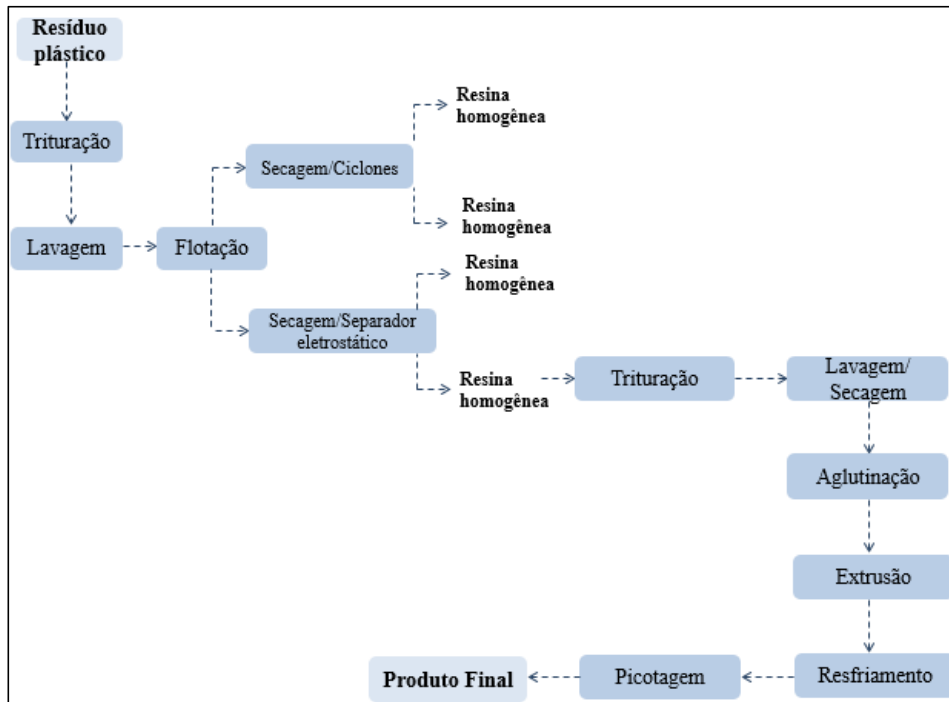 Resíduo
plástico
Trituração
Lavagem
Flotação
Secagem/Ciclones
Resina
homogênea
Resina
homogênea
Secagem/Separador
eletrostático
Resina
homogênea
Resina
homogênea
Trituração
Lavagem/
Secagem
Aglutinação
Extrusão
Resfriamento
Picotagem
Produto Final